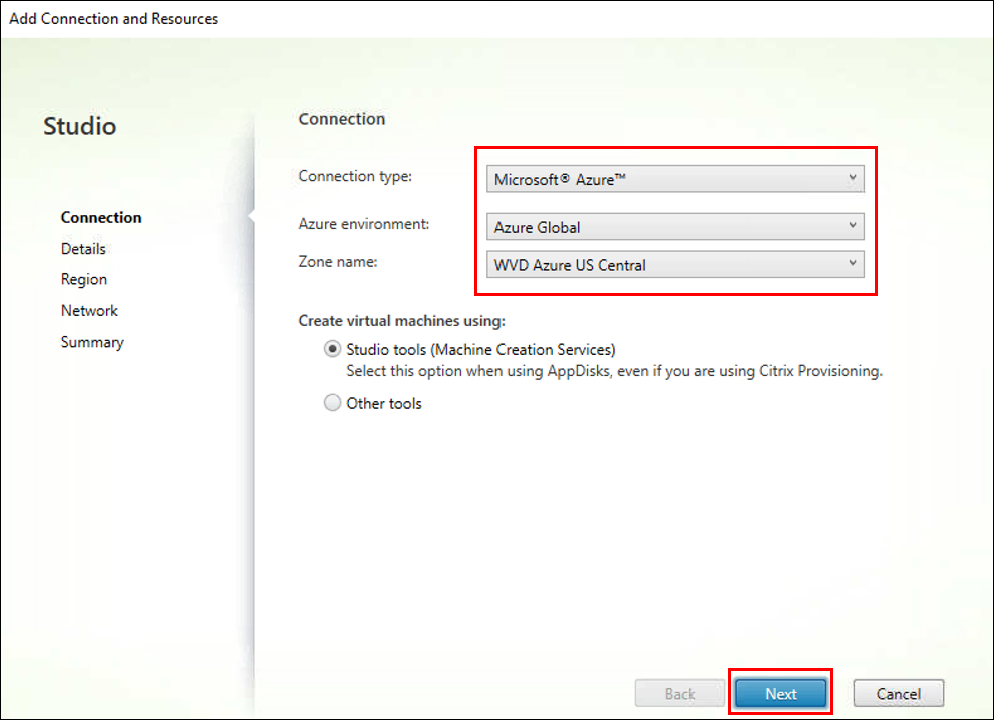 Add Connection and Resources
Studio
Connection
Details
Region
Network
Summary
Connection
Connection type:
Microsoft® Azure™
Azure environment:
Azure Global
Zone name:
WVD Azure US Central
Create virtual machines using:
Studio tools (Machine Creation Services)
Select this option when using AppDisks, even if you are using Citrix Provisioning.
Other tools
Back
Next
Cancel